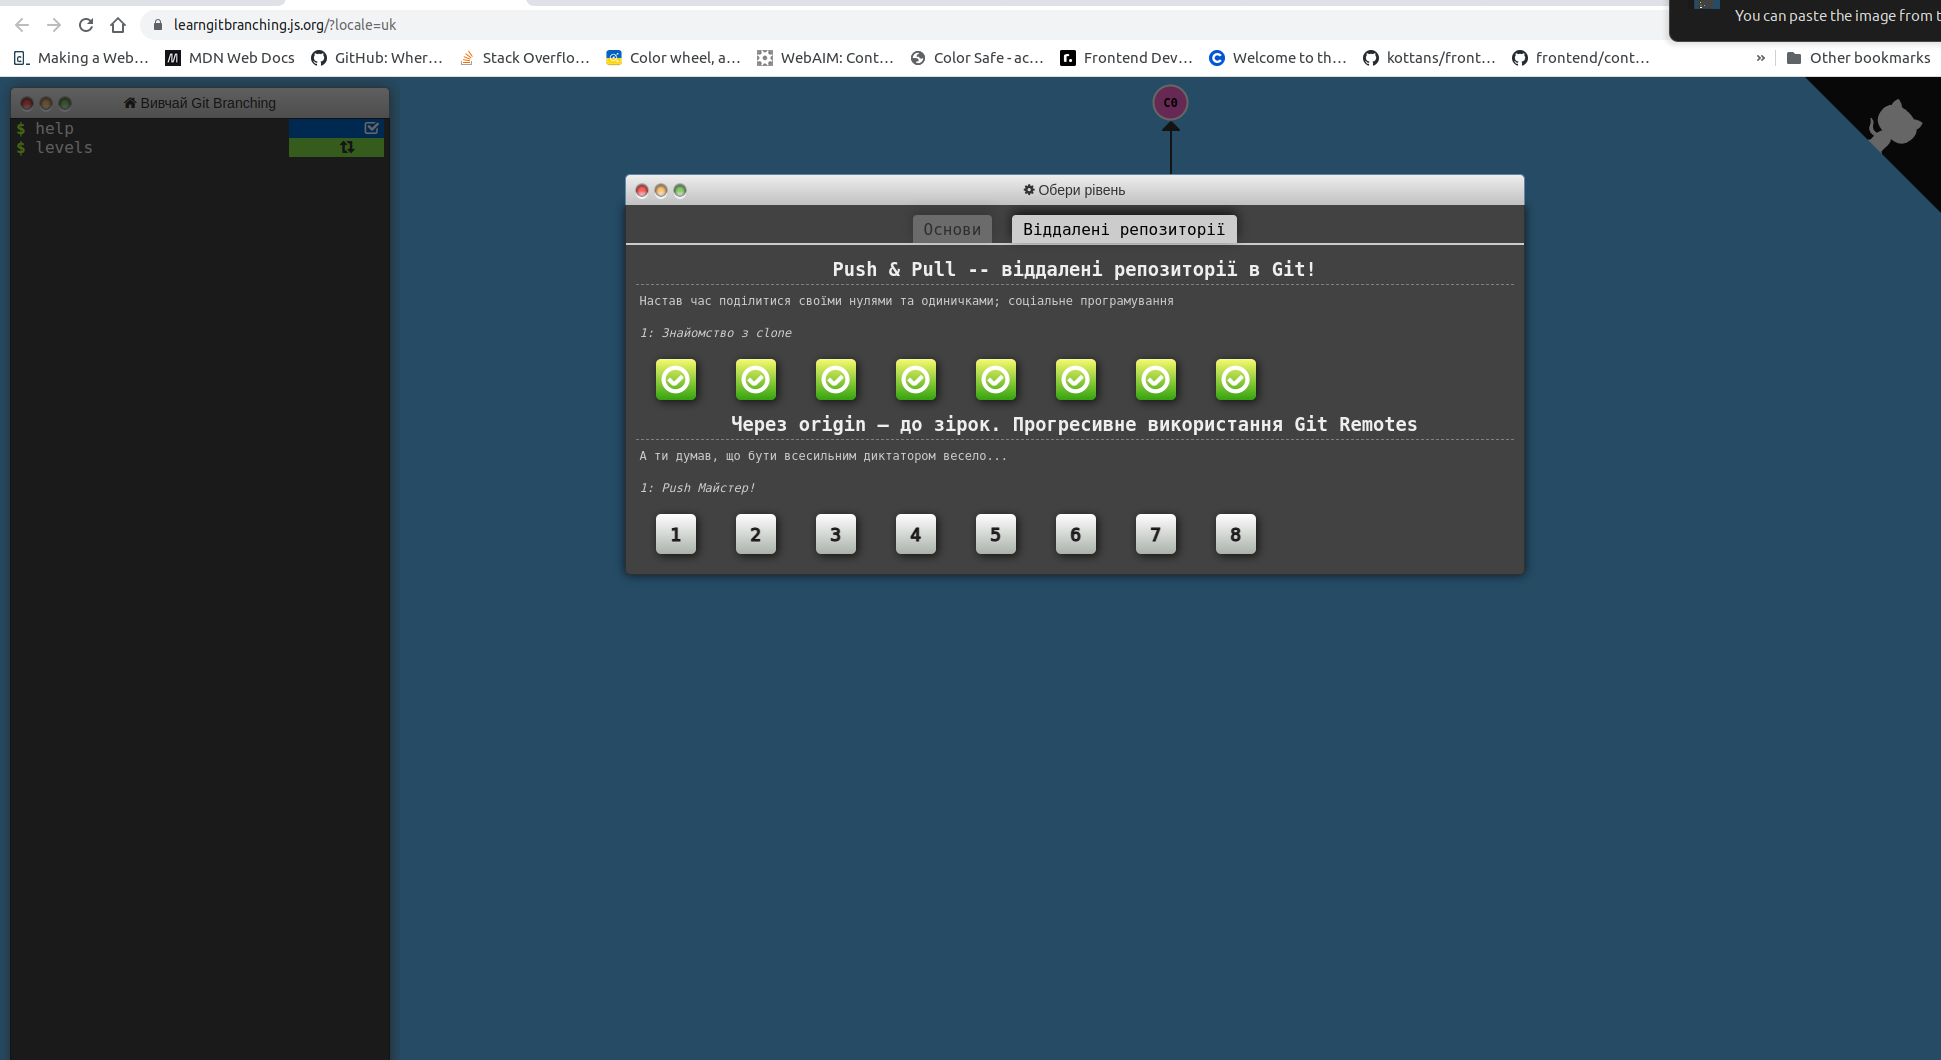 You can paste the image from t
learngitbranching.js.org/?locale=uk
Making a Web… MDN Web Docs GitHub: Wher… Stack Overflo… Color wheel, a… WebAIM: Cont… Color Safe - ac… Frontend Dev… Welcome to th… kottans/front… frontend/cont… » Other bookmarks
Вивчай Git Branching
$ help
$ levels
C0
Обери рівень
Основи Віддалені репозиторії
Push & Pull -- віддалені репозиторії в Git!
Настав час поділитися своїми нулями та одиничками; соціальне програмування
1: Знайомство з clone
Через origin – до зірок. Прогресивне використання Git Remotes
А ти думав, що бути всесильним диктатором весело...
1: Push Майстер!
1 2 3 4 5 6 7 8